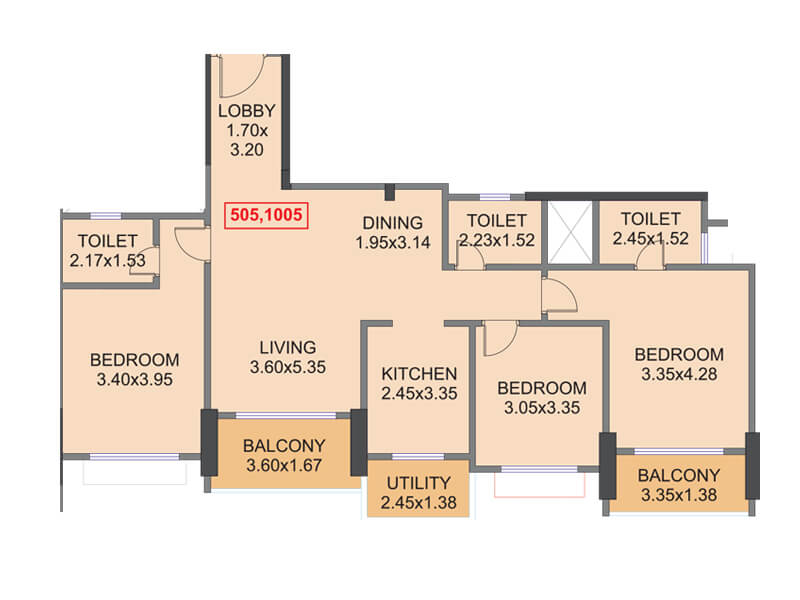 LOBBY
1.70x
3.20
505,1005
DINING
1.95x3.14
TOILET
2.23x1.52
TOILET
2.45x1.52
TOILET
2.17x1.53
BEDROOM
3.40x3.95
LIVING
3.60x5.35
KITCHEN
2.45x3.35
BEDROOM
3.05x3.35
BEDROOM
3.35x4.28
BALCONY
3.60x1.67
UTILITY
2.45x1.38
BALCONY
3.35x1.38